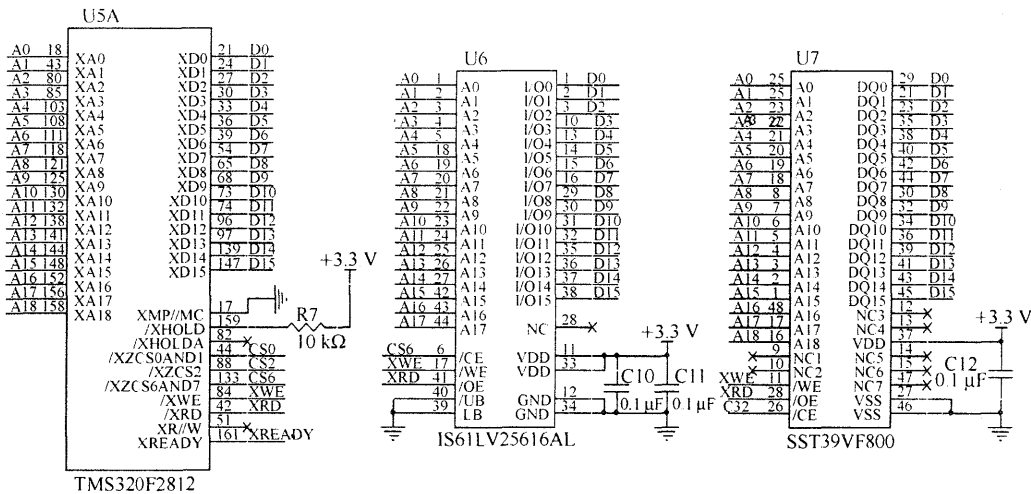 U5A
A0 18 XA0 XD0 21 D0
A1 43 XA1 XD1 24 D1
A2 80 XA2 XD2 27 D2
A3 85 XA3 XD3 30 D3
A4 103 XA4 XD4 33 D4
A5 108 XA5 XD5 36 D5
A6 111 XA6 XD6 39 D6
A7 118 XA7 XD7 54 D7
A8 121 XA8 XD8 65 D8
A9 125 XA9 XD9 68 D9
A10 130 XA10 XD10 73 D10
A11 132 XA11 XD11 74 D11
A12 138 XA12 XD12 96 D12
A13 141 XA13 XD13 97 D13
A14 144 XA14 XD14 139 D14
A15 148 XA15 XD15 147 D15
A16 152 XA16
A17 156 XA17
A18 158 XA18
XMP//MC 17
/XHOLD 159
/XHOLDA 82
/XZCS0AND1 44 CS0
/XZCS2 88 CS2
/XZCS6AND7 133 CS6
/XWE 84 XWE
/XRD 42 XRD
XR//W 51
XREADY 161 XREADY
TMS320F2812
+3.3 V
R7
10 kΩ
U6
A0 1 A0 I/O0 1 D0
A1 2 A1 I/O1 2 D1
A2 3 A2 I/O2 3 D2
A3 4 A3 I/O3 10 D3
A4 5 A4 I/O4 13 D4
A5 18 A5 I/O5 14 D5
A6 19 A6 I/O6 15 D6
A7 20 A7 I/O7 16 D7
A8 21 A8 I/O8 29 D8
A9 22 A9 I/O9 30 D9
A10 23 A10 I/O10 31 D10
A11 24 A11 I/O11 32 D11
A12 25 A12 I/O12 35 D12
A13 26 A13 I/O13 36 D13
A14 27 A14 I/O14 37 D14
A15 42 A15 I/O15 38 D15
A16 43 A16
A17 44 A17 NC 28
CS6 6 /CE VDD 11
XWE 17 /WE VDD 33
XRD 41 /OE
40 /UB GND 12
39 LB GND 34
IS61LV25616AL
+3.3 V
C10
0.1 μF
C11
0.1 μF
U7
A0 25 A0 DQ0 29 D0
A1 25 A1 DQ1 21 D1
A2 23 A2 DQ2 23 D2
A3 22 A3 DQ3 35 D3
A4 21 A4 DQ4 38 D4
A5 20 A5 DQ5 40 D5
A6 19 A6 DQ6 42 D6
A7 18 A7 DQ7 44 D7
A8 8 A8 DQ8 30 D8
A9 7 A9 DQ9 32 D9
A10 6 A10 DQ10 34 D10
A11 5 A11 DQ11 36 D11
A12 4 A12 DQ12 39 D12
A13 3 A13 DQ13 41 D13
A14 2 A14 DQ14 43 D14
A15 1 A15 DQ15 45 D15
A16 48 A16 NC3 12
A17 17 A17 NC4 13
A18 16 A18 VDD 37
9 NC1 NC5 14
10 NC2 NC6 15
XWE 11 /WE NC7 47
XRD 28 /OE VSS 27
C32 26 /CE VSS 46
SST39VF800
+3.3 V
C12
0.1 μF